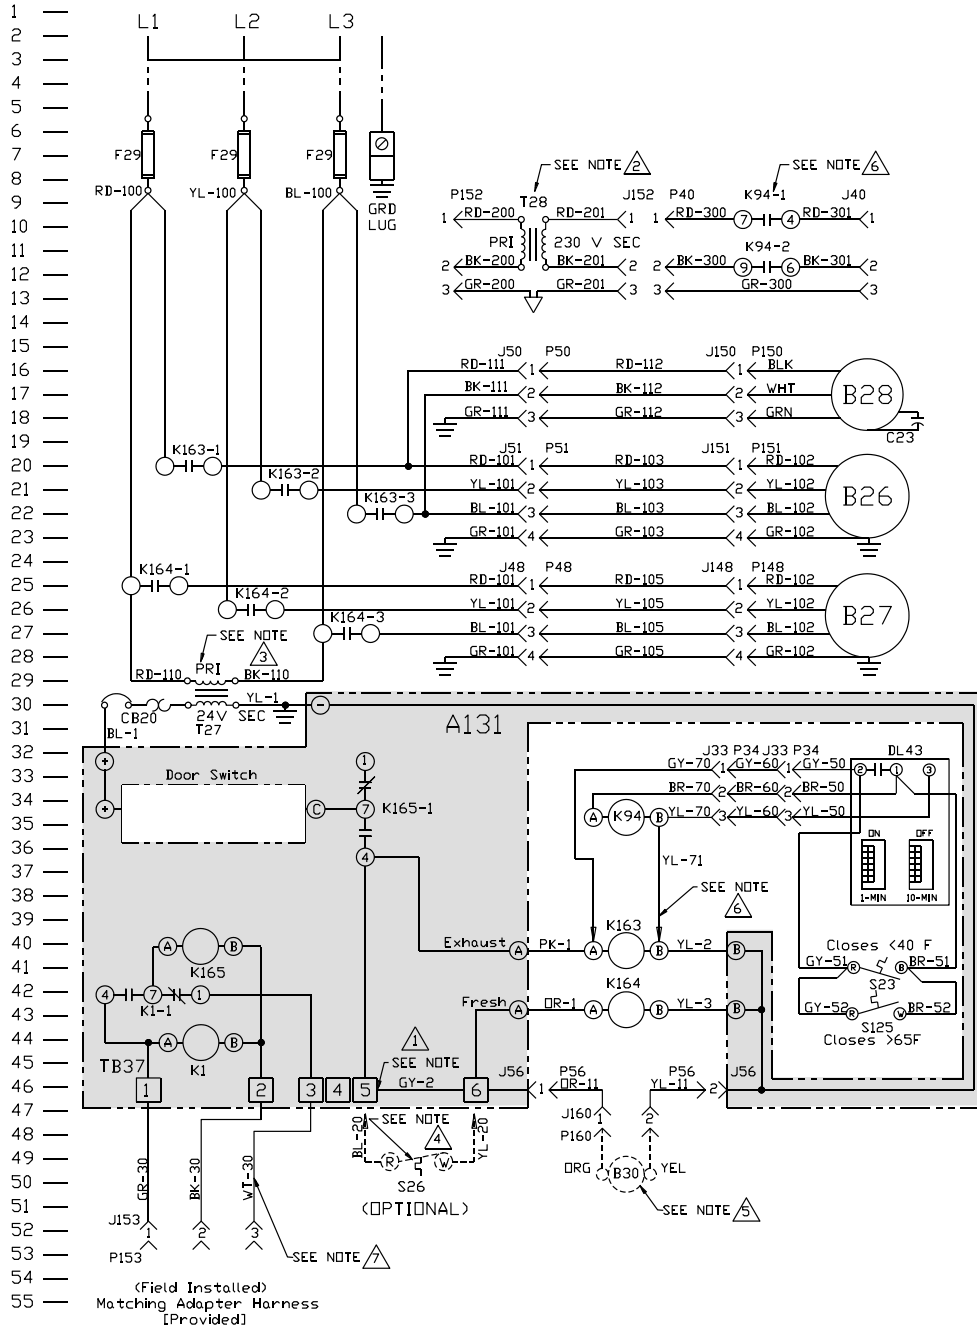 1
2
3
4
5
6
7
8
9
10
11
12
13
14
15
16
17
18
19
20
21
22
23
24
25
26
27
28
29
30
31
32
33
34
35
36
37
38
39
40
41
42
43
44
45
46
47
48
49
50
51
52
53
54
55
L1 L2 L3
F29 F29 F29
RD-100 YL-100 BL-100
GRD
LUG
SEE NOTE 2
SEE NOTE 6
P152 T28 J152 P40 K94-1 J40
1 RD-200 RD-201 1 1 RD-300 7 4 RD-301 1
PRI 230 V SEC K94-2
2 BK-200 BK-201 2 2 BK-300 9 6 BK-301 2
3 GR-200 GR-201 3 3 GR-300 3
J50 P50 J150 P150
RD-111 1 RD-112 1 BLK
BK-111 2 BK-112 2 WHT B28
GR-111 3 GR-112 3 GRN
C23
K163-1 J51 P51 J151 P151
RD-101 1 RD-103 1 RD-102
K163-2 YL-101 2 YL-103 2 YL-102 B26
K163-3 BL-101 3 BL-103 3 BL-102
GR-101 4 GR-103 4 GR-102
K164-1 J48 P48 J148 P148
RD-101 1 RD-105 1 RD-102
K164-2 YL-101 2 YL-105 2 YL-102 B27
K164-3 BL-101 3 BL-105 3 BL-102
SEE NOTE 3
GR-101 4 GR-105 4 GR-102
RD-110 PRI BK-110
CB20 24V SEC YL-1 -
T27
BL-1
A131
+ 1
Door Switch
+ C 7 K165-1
4
J33 P34 J33 P34 DL43
GY-70 1 GY-60 1 GY-50 2 1 3
BR-70 2 BR-60 2 BR-50
A K94 B YL-70 3 YL-60 3 YL-50
ON OFF
YL-71
SEE NOTE 6
1-MIN 10-MIN
Exhaust A PK-1 A K163 B YL-2 B
Closes <40 F
GY-51 R B BR-51
S23
A B
K165
4 7 1
K1-1
Fresh A OR-1 A K164 B YL-3 B
GY-52 R W BR-52
S125
Closes >65F
A B
K1
TB37
1 2 3 4 5 6
1 SEE NOTE
GY-2
J56 P56 P56 J56
1 OR-11 YL-11 2
J160 1 2
P160
ORG B30 YEL
SEE NOTE 5
BL-20 SEE NOTE 4 YL-20
R W
S26
(OPTIONAL)
GR-30 BK-30 WT-30
J153 1 2 3
P153
SEE NOTE 7
(Field Installed)
Matching Adapter Harness
[Provided]